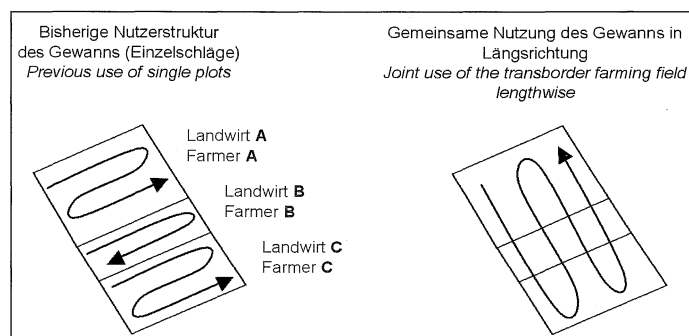 Bisherige Nutzerstruktur
des Gewanns (Einzelschläge)
Previous use of single plots
Landwirt A
Farmer A
Landwirt B
Farmer B
Landwirt C
Farmer C
Gemeinsame Nutzung des Gewanns in
Längsrichtung
Joint use of the transborder farming field
lengthwise